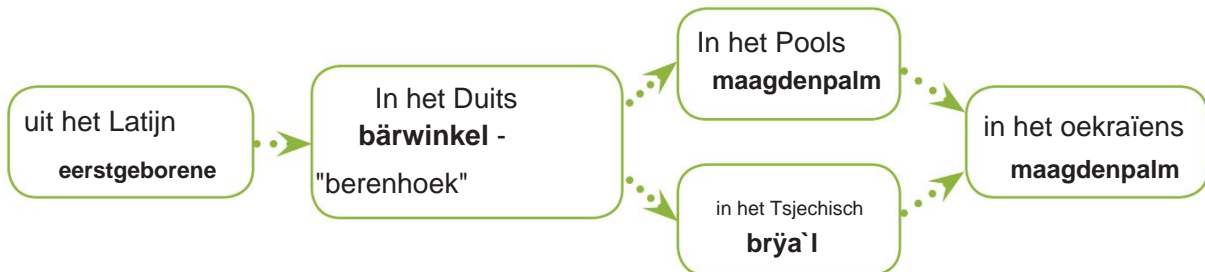 uit het Latijn
eerstgeborene
In het Duits
bärwinkel -
"berenhoek"
In het Pools
maagdenpalm
in het Tsjechisch
brÿa`l
in het oekraïens
maagdenpalm